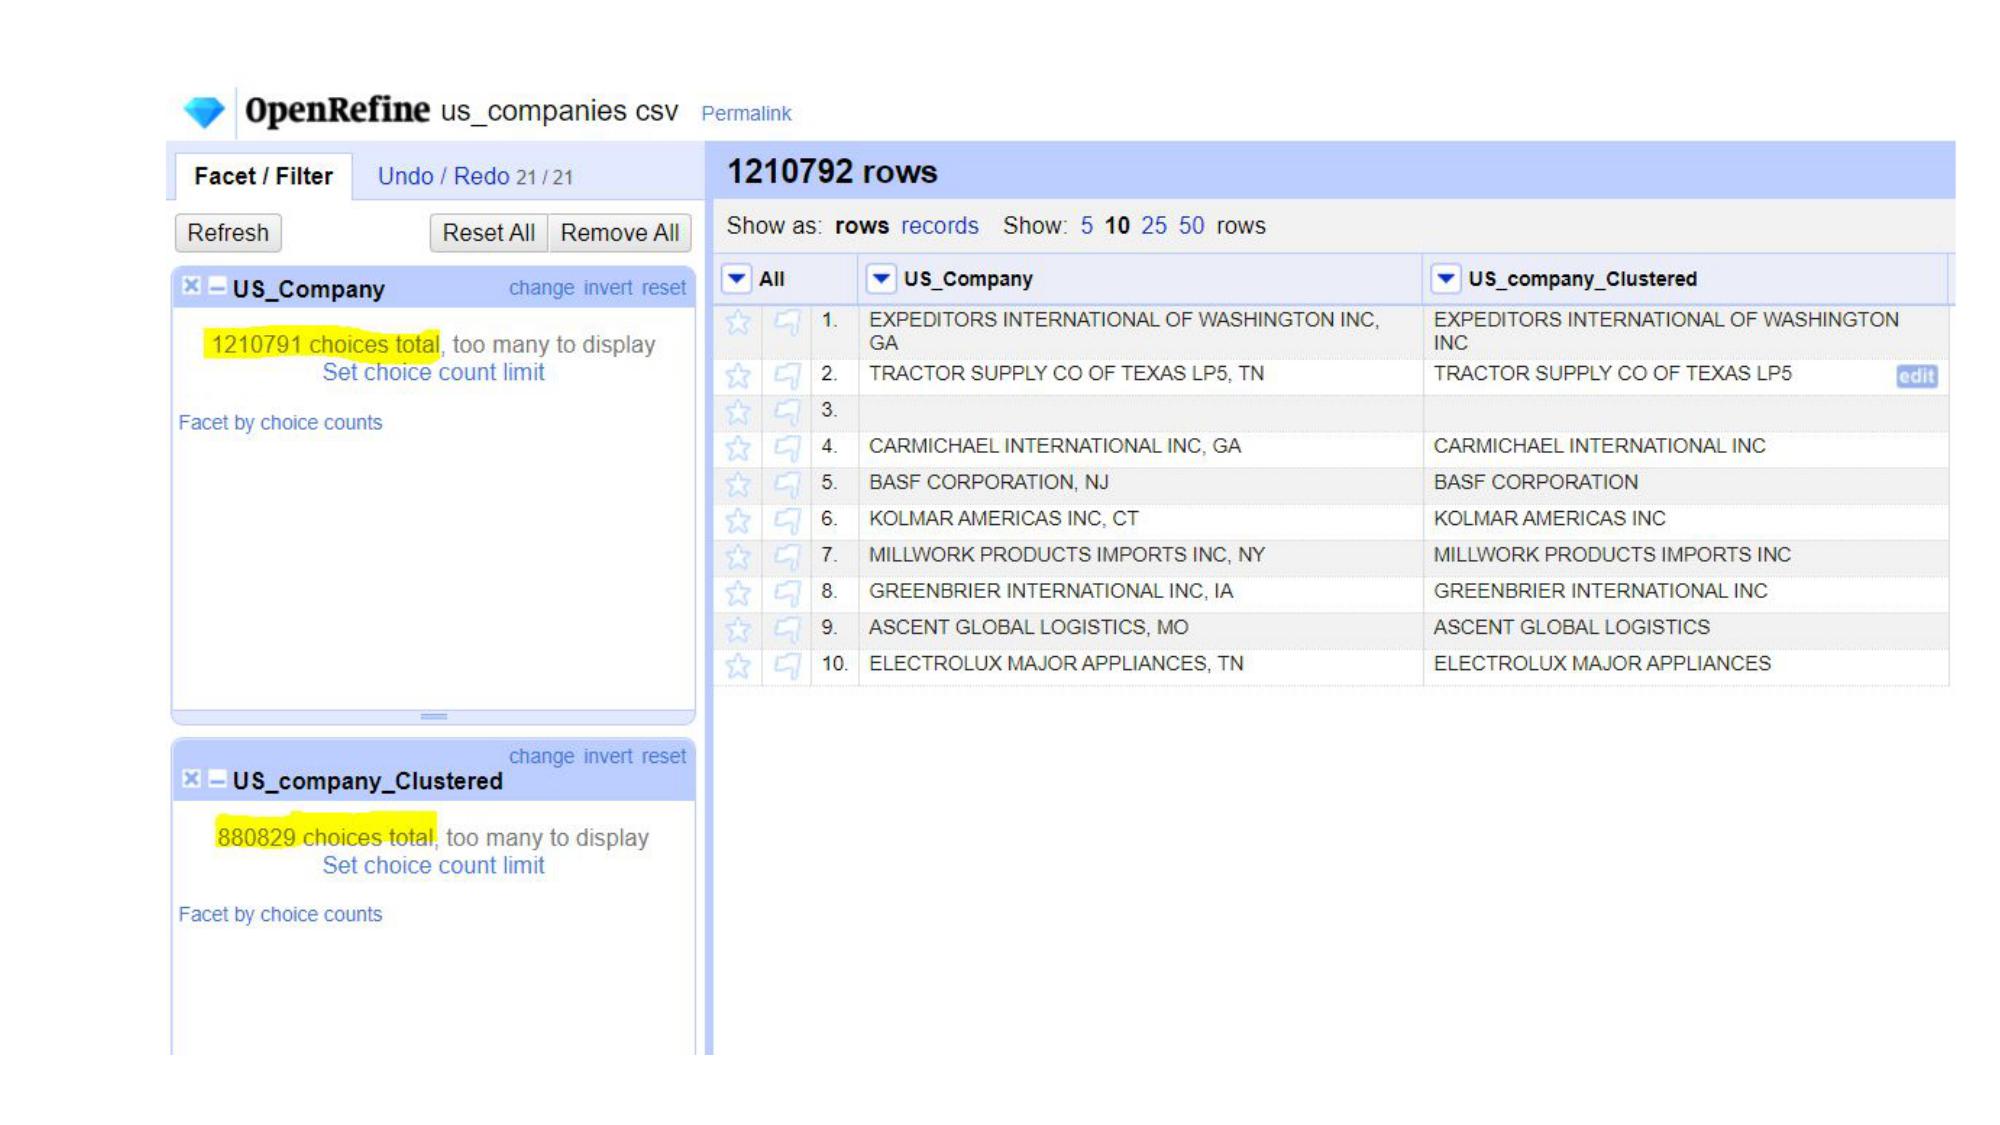 OpenRefine us_companies csv Permalink
Facet / Filter Undo / Redo 21 / 21
Refresh Reset All Remove All
US_Company change invert reset
1210791 choices total, too many to display
Set choice count limit
Facet by choice counts
change invert reset
US_company_Clustered
880829 choices total, too many to display
Set choice count limit
Facet by choice counts
1210792 rows
Show as: rows records Show: 5 10 25 50 rows
All US_Company US_company_Clustered
1. EXPEDITORS INTERNATIONAL OF WASHINGTON INC, EXPEDITORS INTERNATIONAL OF WASHINGTON
GA INC
2. TRACTOR SUPPLY CO OF TEXAS LP5, TN TRACTOR SUPPLY CO OF TEXAS LP5 edit
3.
4. CARMICHAEL INTERNATIONAL INC, GA CARMICHAEL INTERNATIONAL INC
5. BASF CORPORATION, NJ BASF CORPORATION
6. KOLMAR AMERICAS INC, CT KOLMAR AMERICAS INC
7. MILLWORK PRODUCTS IMPORTS INC, NY MILLWORK PRODUCTS IMPORTS INC
8. GREENBRIER INTERNATIONAL INC, IA GREENBRIER INTERNATIONAL INC
9. ASCENT GLOBAL LOGISTICS, MO ASCENT GLOBAL LOGISTICS
10. ELECTROLUX MAJOR APPLIANCES, TN ELECTROLUX MAJOR APPLIANCES